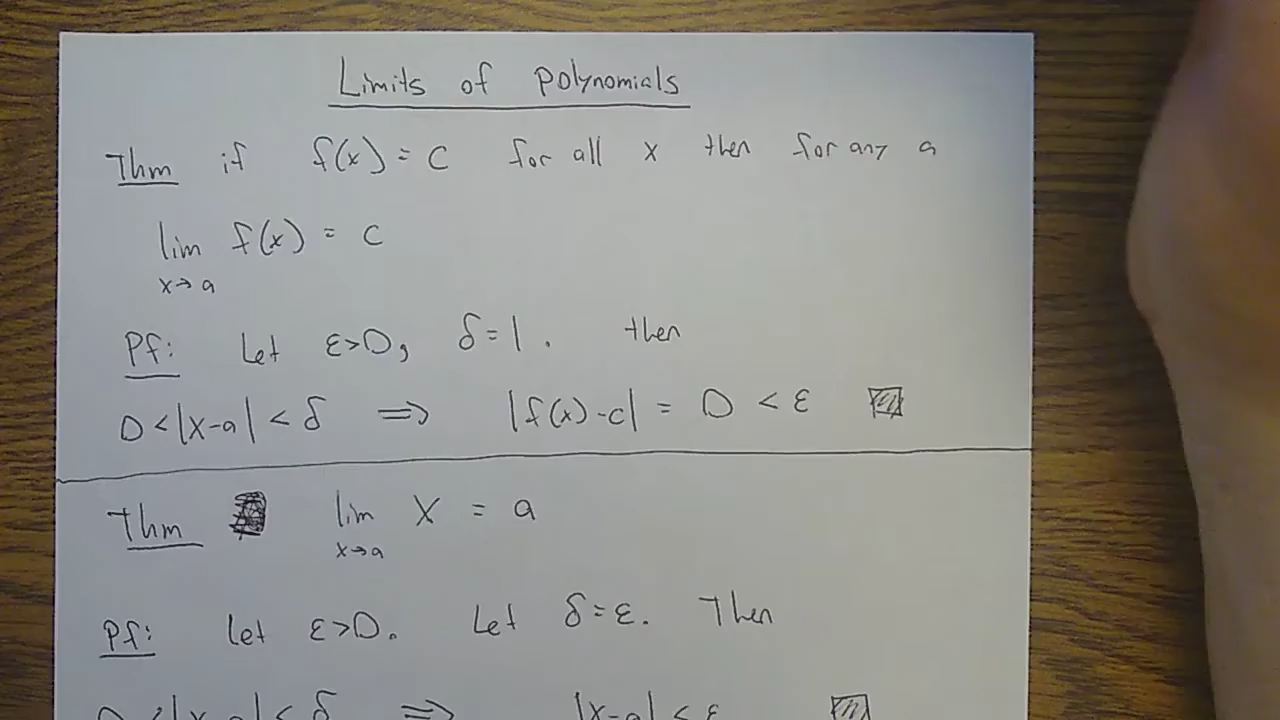 Limits of Polynomials
Thm if f(x) = c for all x then for any a
lim f(x) = c
x→a
Pf: Let ε>0, δ=1. then
0<|x-a|<δ ⟹ |f(x)-c| = 0 < ε
Thm lim x = a
x→a
Pf: Let ε>0. Let δ=ε. Then
0<|x-a|<δ ⟹ |x-a|<ε